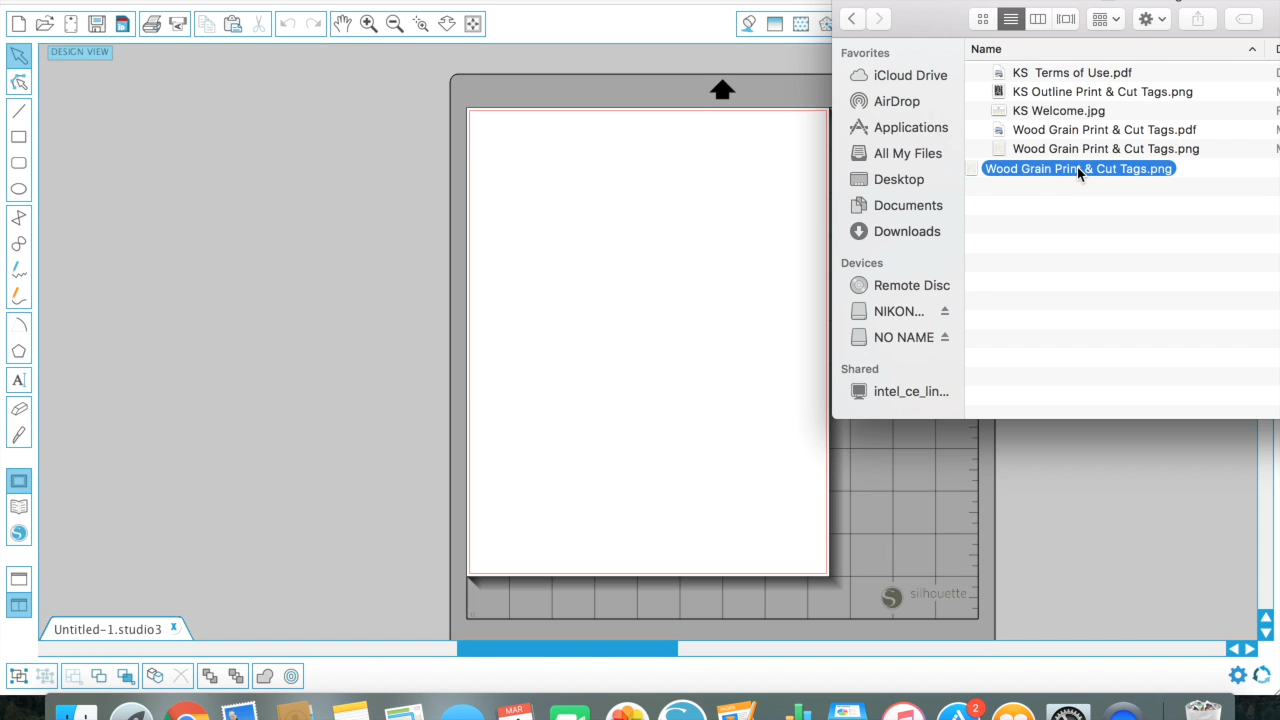 DESIGN VIEW
Favorites
iCloud Drive
AirDrop
Applications
All My Files
Desktop
Documents
Downloads
Devices
Remote Disc
NIKON...
NO NAME
Shared
intel_ce_lin...
Name
KS  Terms of Use.pdf
KS Outline Print & Cut Tags.png
KS Welcome.jpg
Wood Grain Print & Cut Tags.pdf
Wood Grain Print & Cut Tags.png
Wood Grain Print & Cut Tags.png
silhouette
Untitled-1.studio3
MAR
2